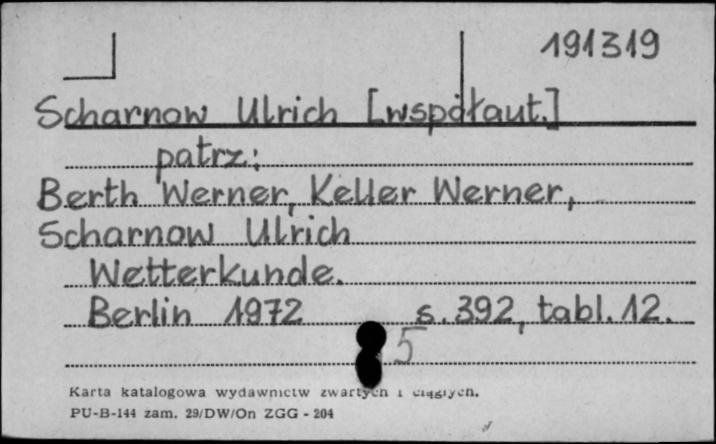 191319
Scharnow Ulrich [współaut.]
patrz:
Berth Werner, Keller Werner,
Scharnow Ulrich
Wetterkunde.
Berlin 1972 s. 392, tabl. 12.
5
Karta katalogowa wydawnictw zwartych i ciągłych.
PU-B-144 zam. 29/DW/On ZGG - 204